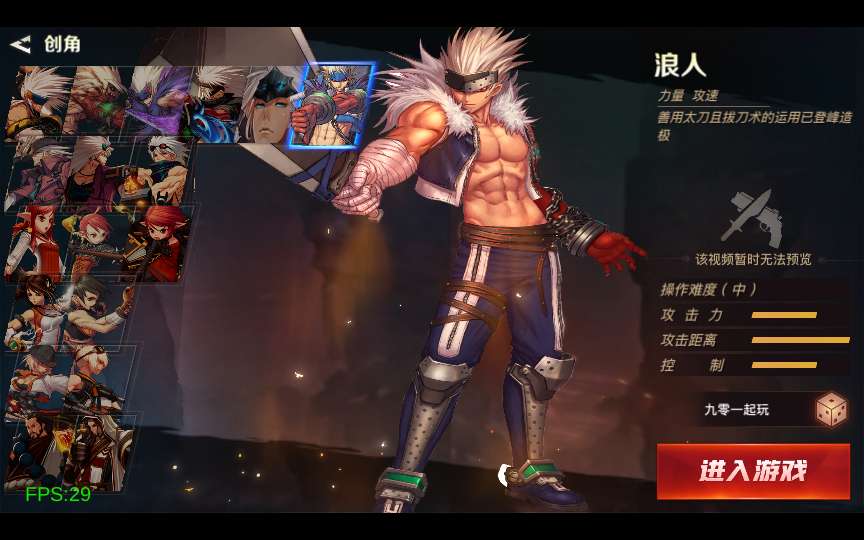 创角
浪人
力量 攻速
善用太刀且拔刀术的运用已登峰造
极
该视频暂时无法预览
操作难度(中)
攻击力
攻击距离
控制
九零一起玩
进入游戏
FPS:29